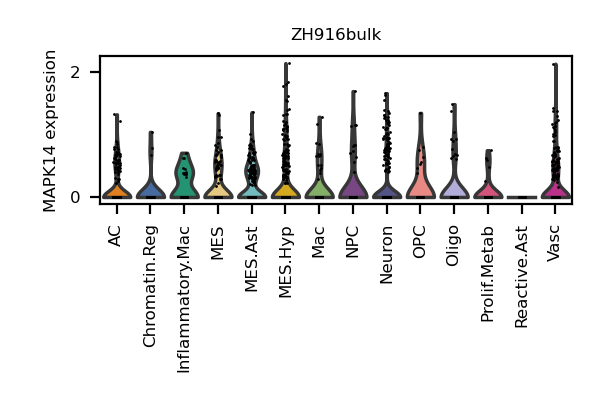 ZH916bulk
MAPK14 expression
2
0
AC
Chromatin.Reg
Inflammatory.Mac
MES
MES.Ast
MES.Hyp
Mac
NPC
Neuron
OPC
Oligo
Prolif.Metab
Reactive.Ast
Vasc